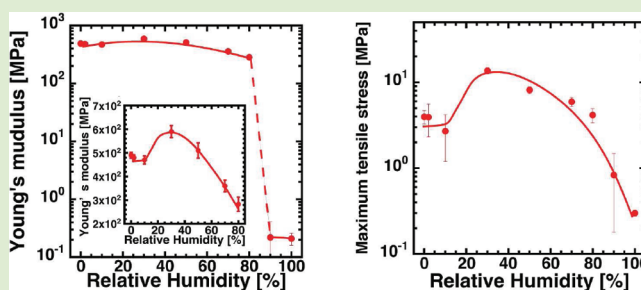 Young's mudulus [MPa]
10³
10²
10¹
10⁰
10⁻¹
0 20 40 60 80 100
Relative Humidity [%]
Young' s modulus [MPa]
7x10²
6x10²
5x10²
4x10²
3x10²
2x10²
0 20 40 60 80
Relative Humidity [%]
Maximum tensile stress [MPa]
10¹
10⁰
10⁻¹
0 20 40 60 80 100
Relative Humidity [%]